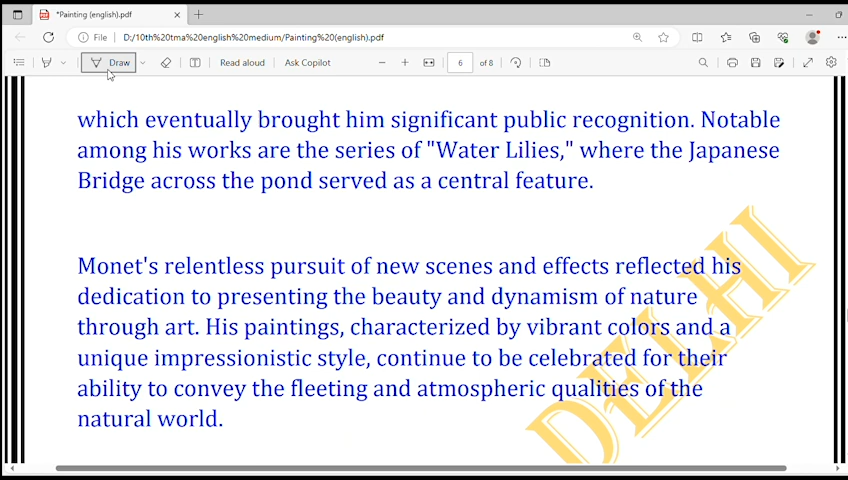 *Painting (english).pdf
File D:/10th%20tma%20english%20medium/Painting%20(english).pdf
Draw Read aloud Ask Copilot 6 of 8
which eventually brought him significant public recognition. Notable
among his works are the series of "Water Lilies," where the Japanese
Bridge across the pond served as a central feature.
Monet's relentless pursuit of new scenes and effects reflected his
dedication to presenting the beauty and dynamism of nature
through art. His paintings, characterized by vibrant colors and a
unique impressionistic style, continue to be celebrated for their
ability to convey the fleeting and atmospheric qualities of the
natural world.
DELHI